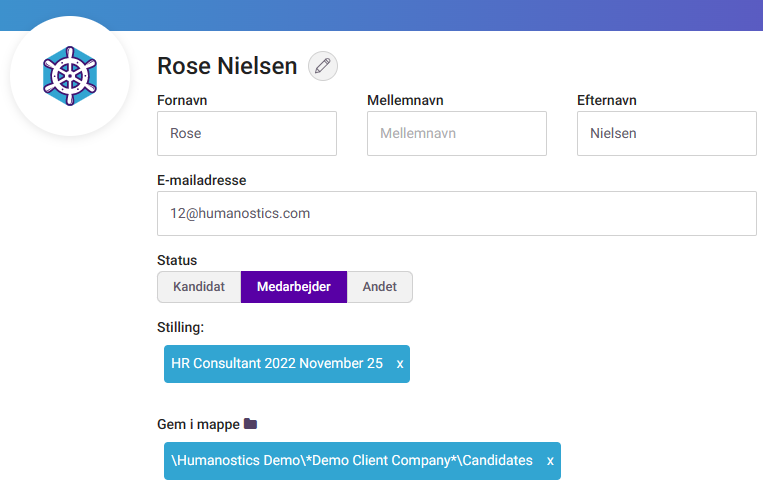 Rose Nielsen
Fornavn Mellemnavn Efternavn
Rose Mellemnavn Nielsen
E-mailadresse
12@humanostics.com
Status
Kandidat Medarbejder Andet
Stilling:
HR Consultant 2022 November 25 x
Gem i mappe
\Humanostics Demo\*Demo Client Company*\Candidates x